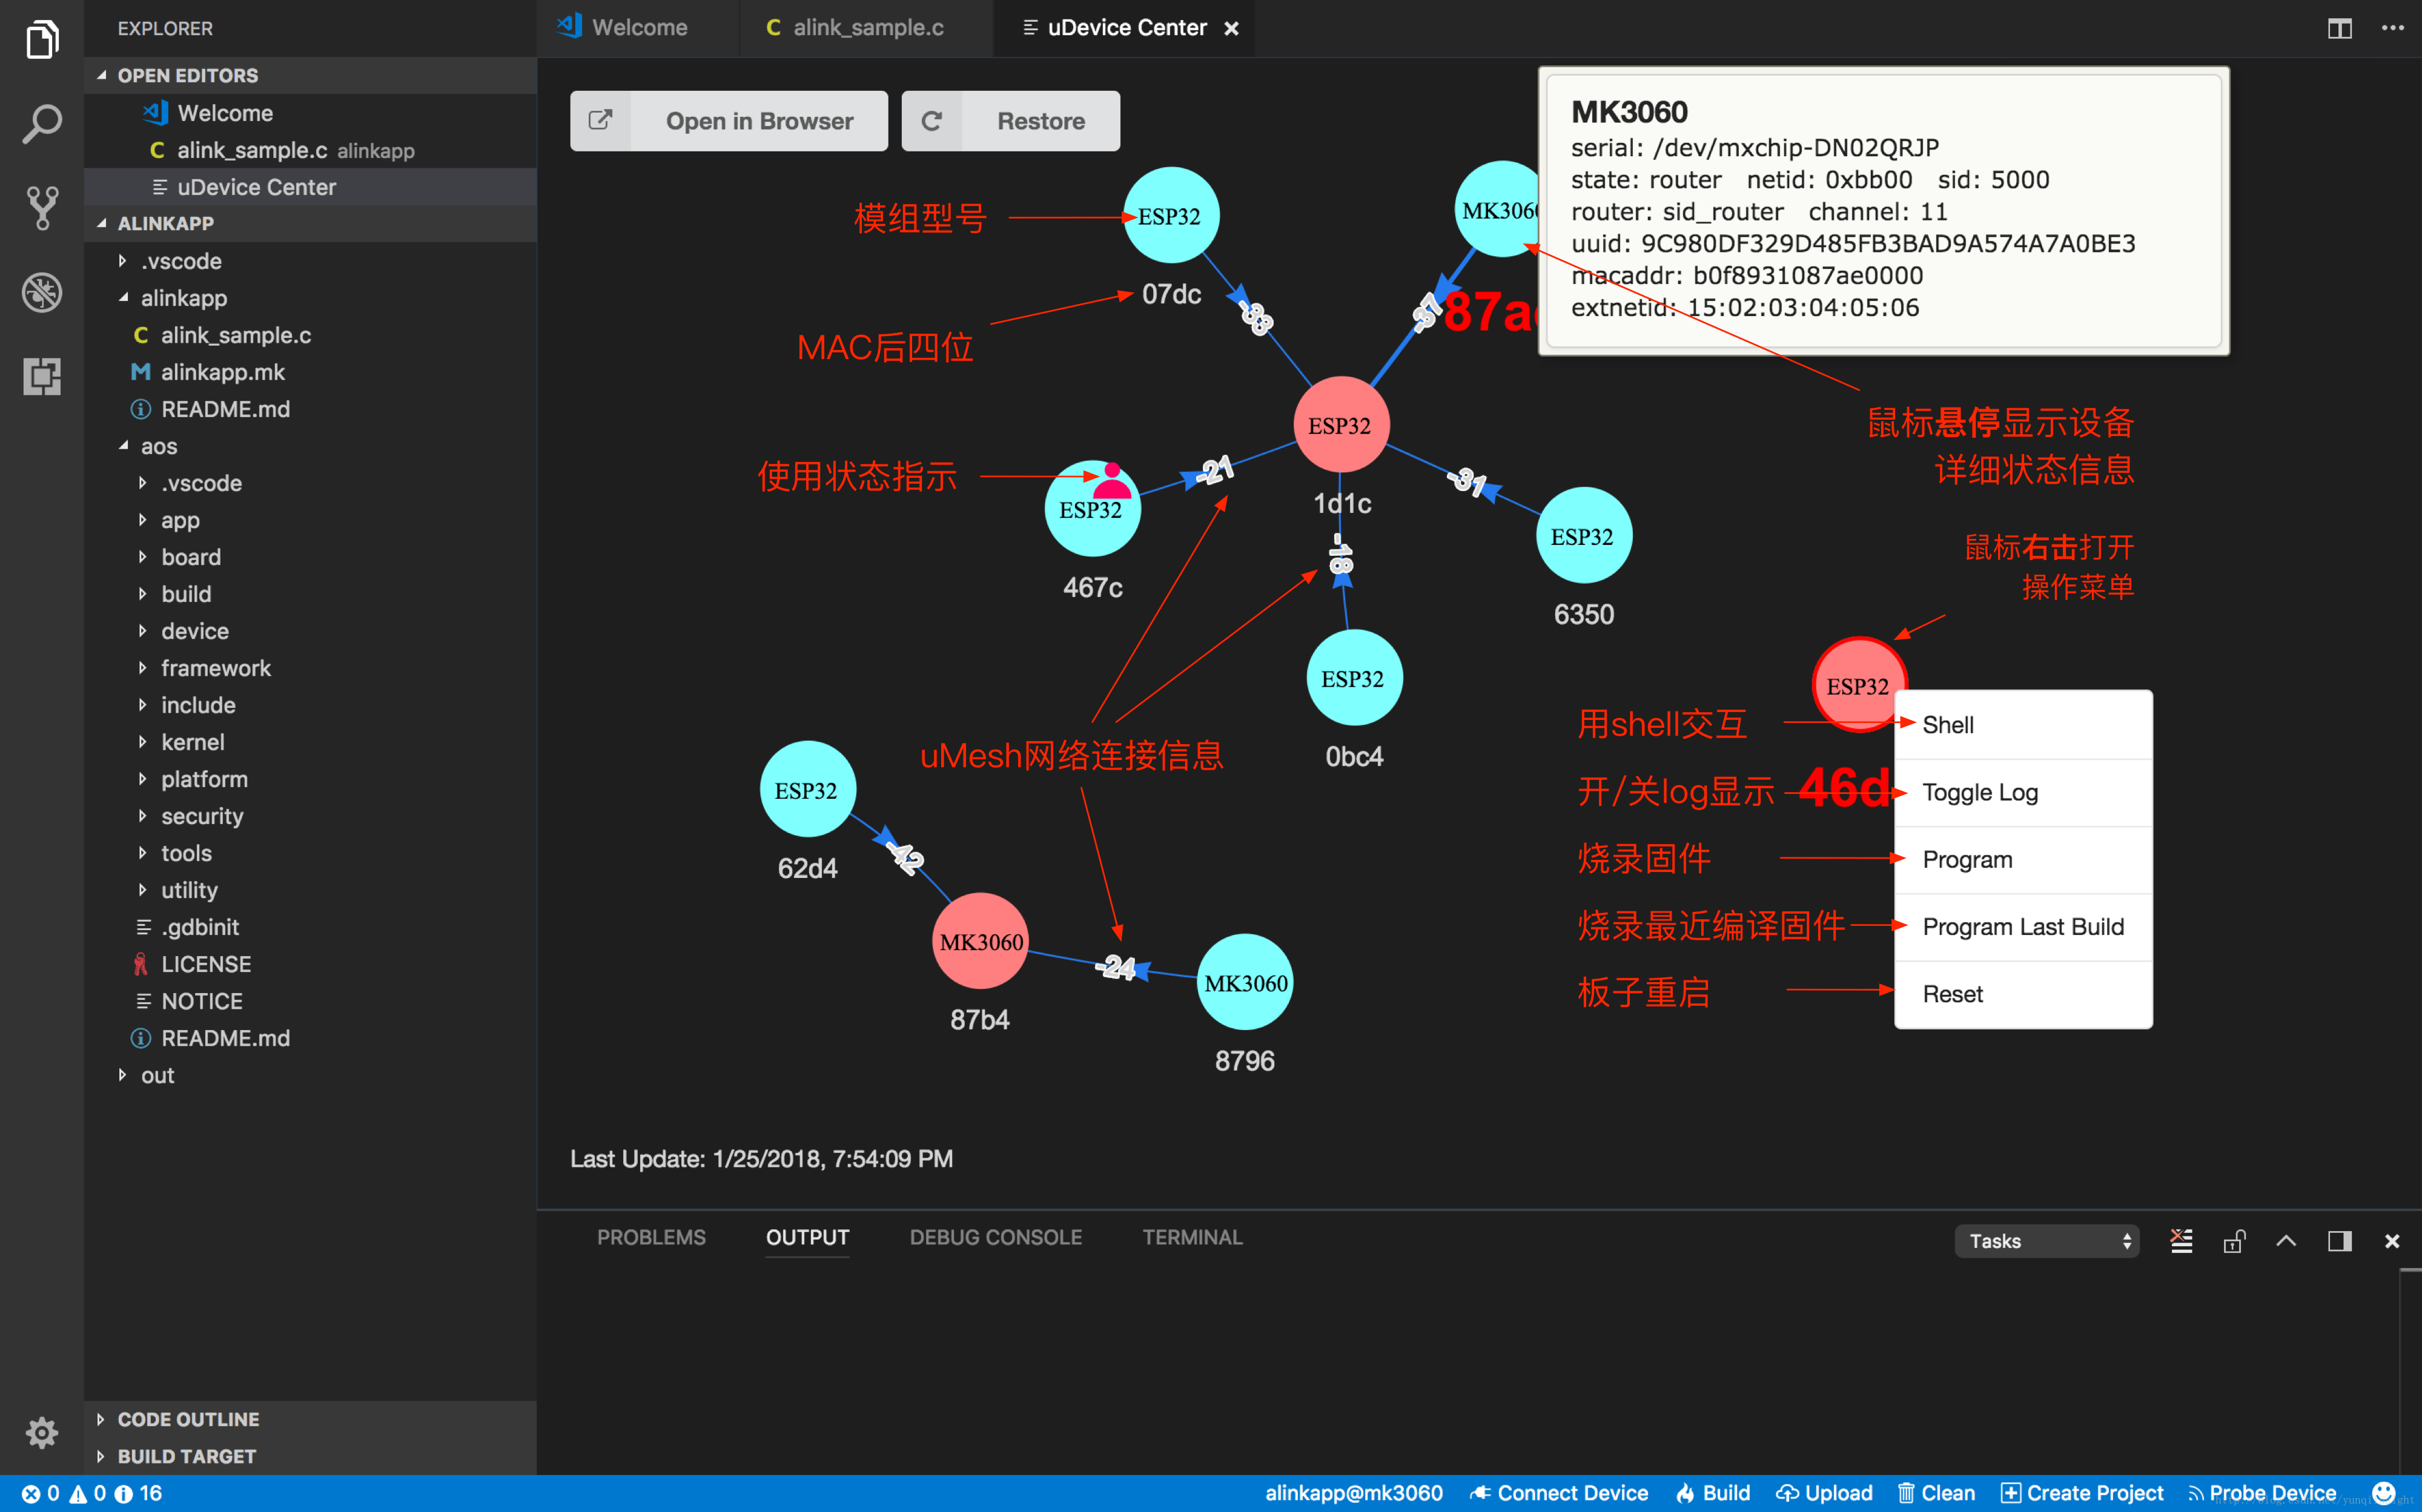 EXPLORER
OPEN EDITORS
Welcome
alink_sample.c alinkapp
uDevice Center
ALINKAPP
.vscode
alinkapp
alink_sample.c
alinkapp.mk
README.md
aos
.vscode
app
board
build
device
framework
include
kernel
platform
security
tools
utility
.gdbinit
LICENSE
NOTICE
README.md
out
CODE OUTLINE
BUILD TARGET
Welcome
alink_sample.c
uDevice Center
Open in Browser
Restore
MK3060
serial: /dev/mxchip-DN02QRJP
state: router netid: 0xbb00 sid: 5000
router: sid_router channel: 11
uuid: 9C980DF329D485FB3BAD9A574A7A0BE3
macaddr: b0f8931087ae0000
extnetid: 15:02:03:04:05:06
模组型号
ESP32
07dc
MAC后四位
MK306
87a
ESP32
1d1c
使用状态指示
ESP32
467c
-21
-31
-18
ESP32
6350
ESP32
0bc4
鼠标悬停显示设备
详细状态信息
鼠标右击打开
操作菜单
ESP32
46d
uMesh网络连接信息
ESP32
62d4
-42
MK3060
87b4
-24
MK3060
8796
用shell交互
Shell
开/关log显示
Toggle Log
烧录固件
Program
烧录最近编译固件
Program Last Build
板子重启
Reset
Last Update: 1/25/2018, 7:54:09 PM
PROBLEMS
OUTPUT
DEBUG CONSOLE
TERMINAL
Tasks
0 0 16
alinkapp@mk3060
Connect Device
Build
Upload
Clean
Create Project
Probe Device